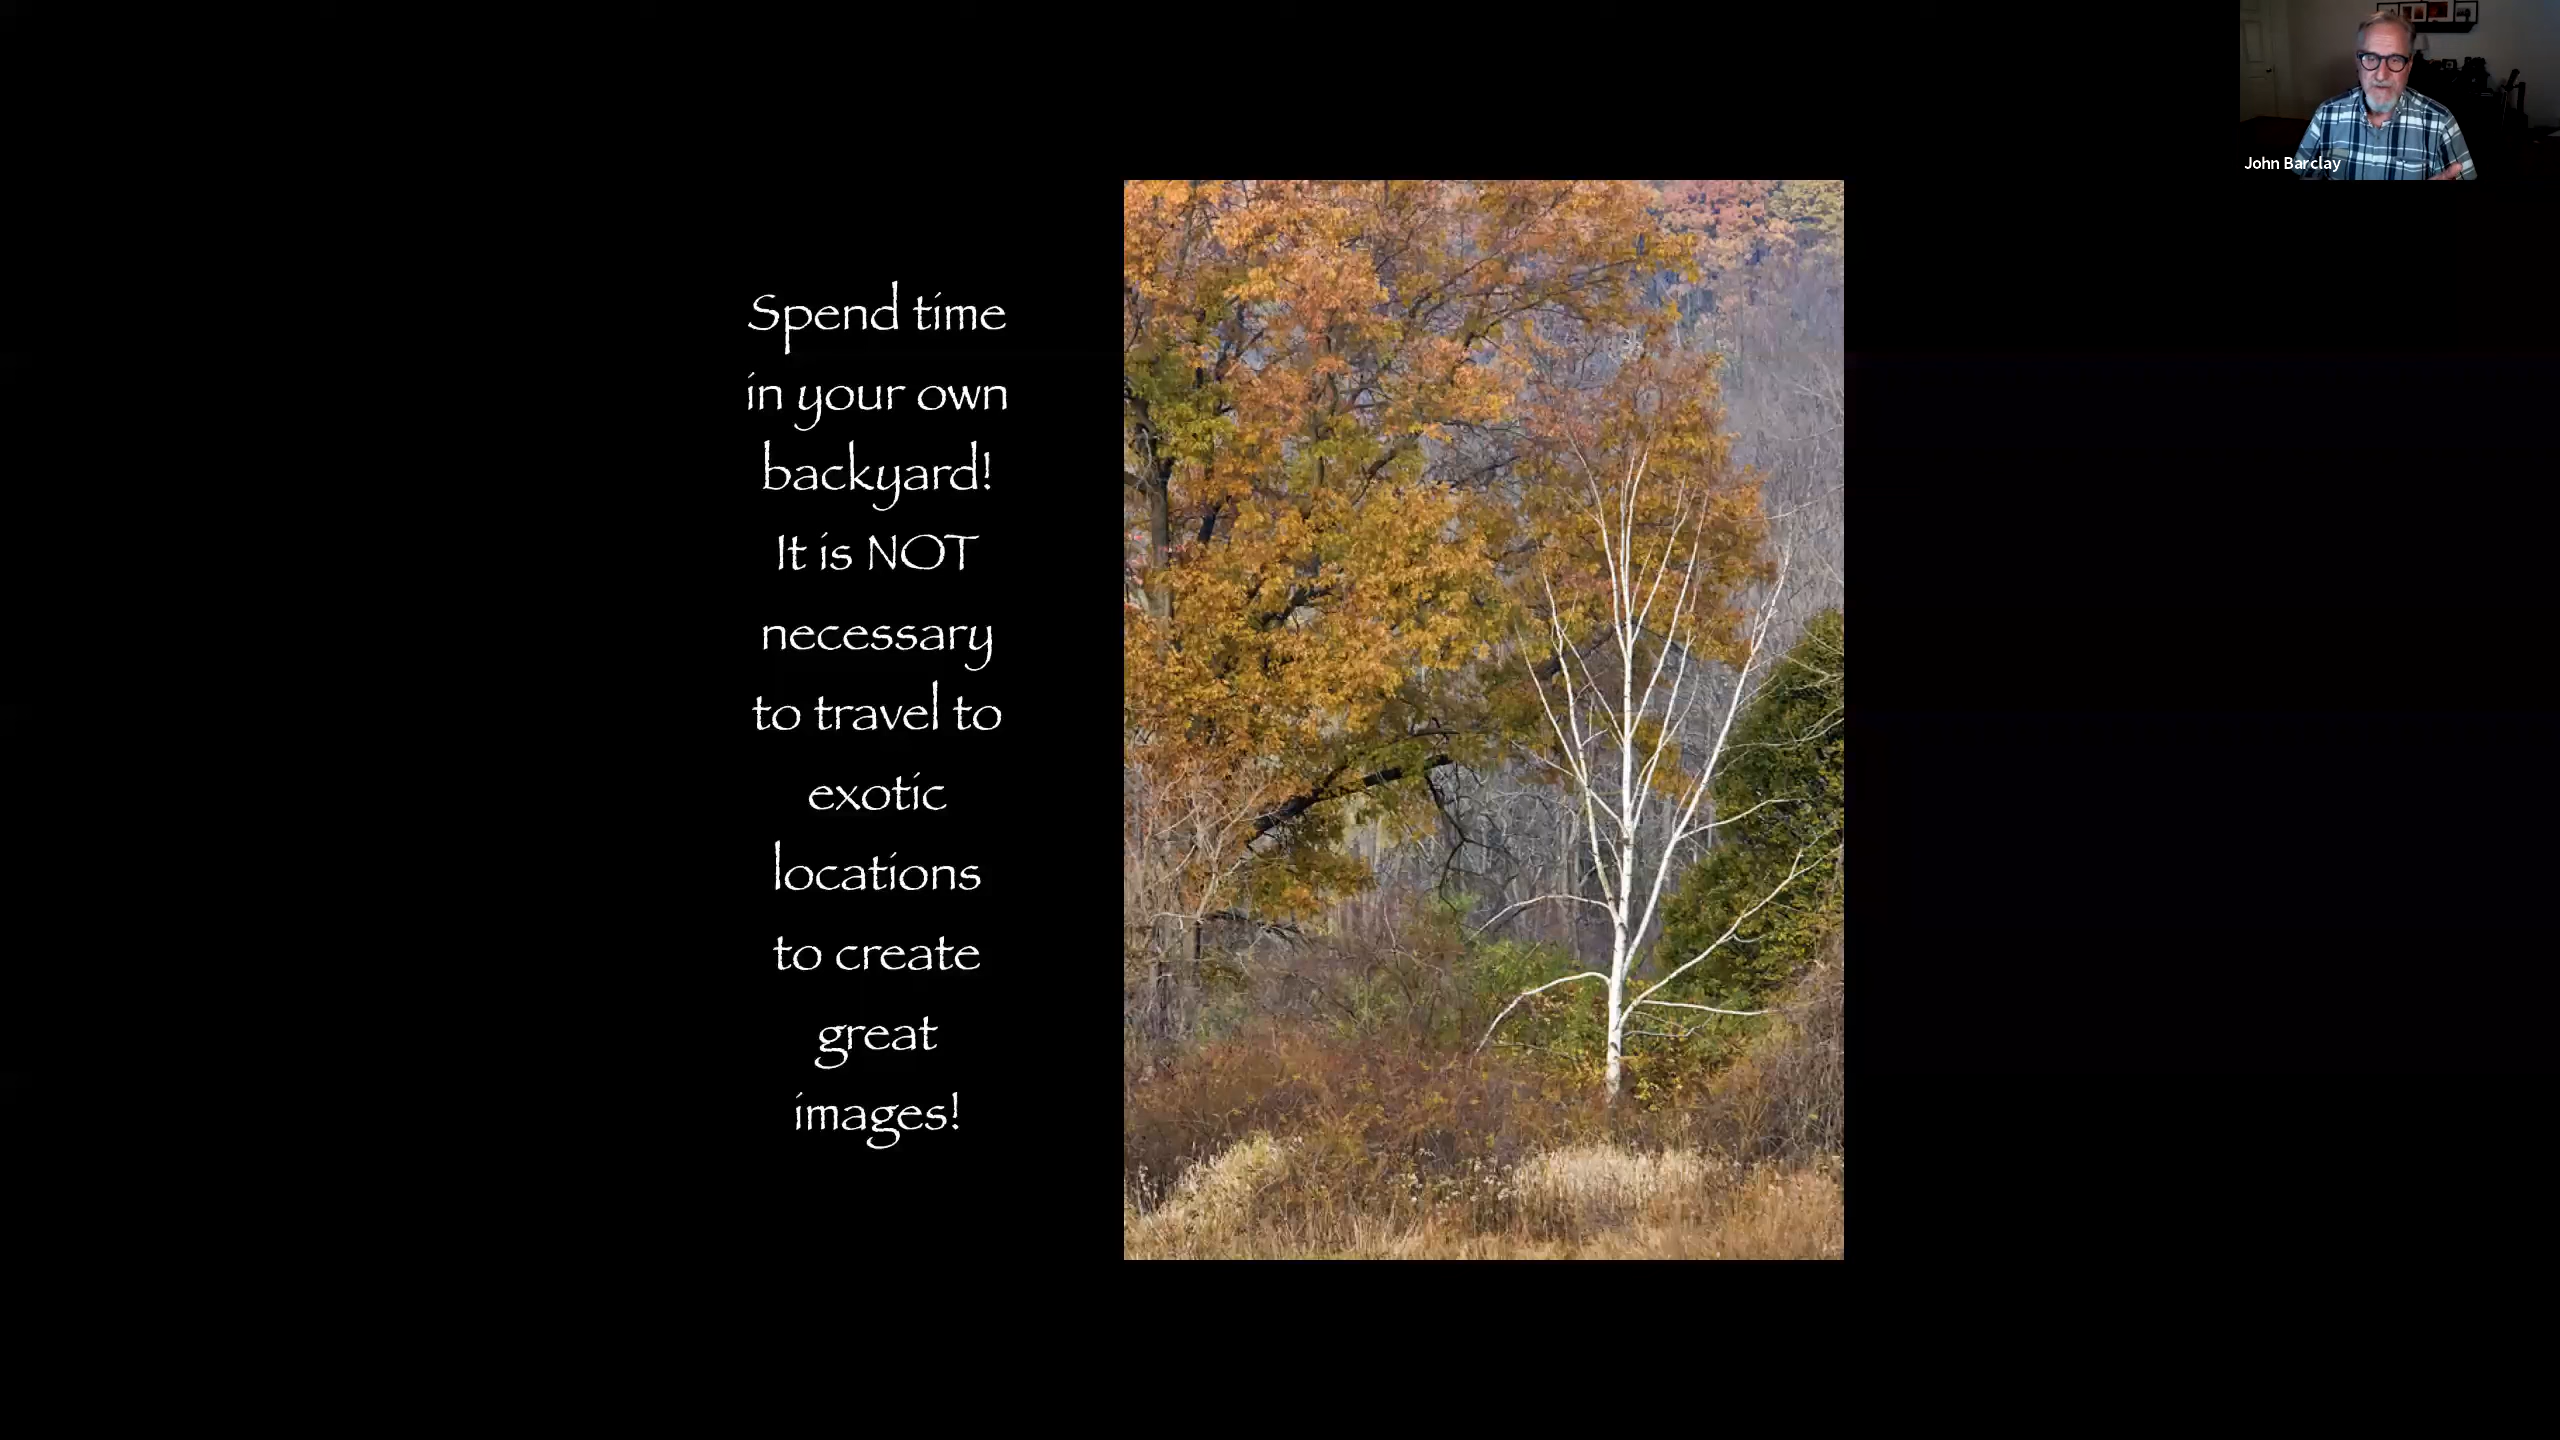 Spend time
in your own
backyard!
It is NOT
necessary
to travel to
exotic
locations
to create
great
images!
John Barclay